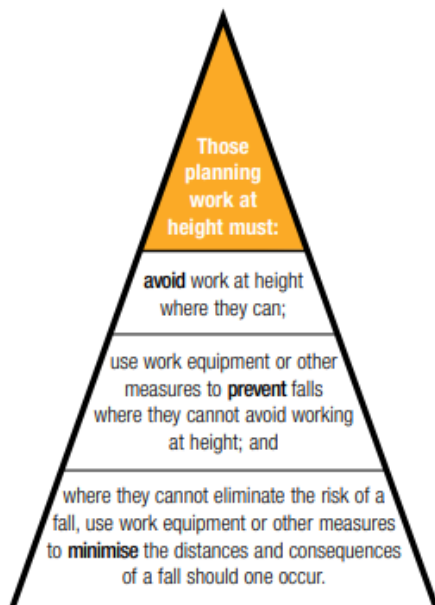 Those
planning
work at
height must:
avoid work at height
where they can;
use work equipment or other
measures to prevent falls
where they cannot avoid working
at height; and
where they cannot eliminate the risk of a
fall, use work equipment or other measures
to minimise the distances and consequences
of a fall should one occur.